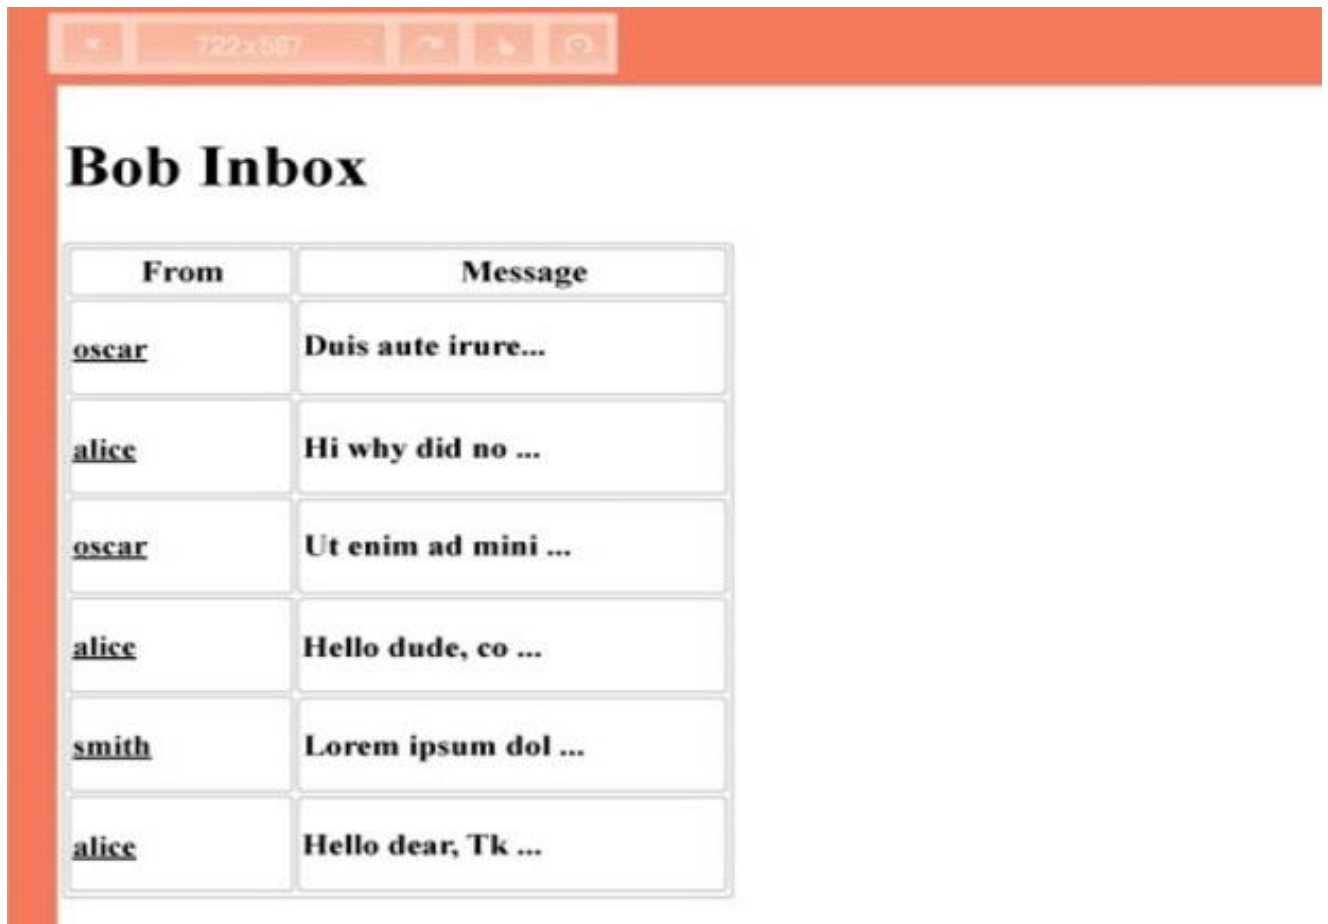 722x587
Bob Inbox
From Message
oscar Duis aute irure...
alice Hi why did no ...
oscar Ut enim ad mini ...
alice Hello dude, co ...
smith Lorem ipsum dol ...
alice Hello dear, Tk ...